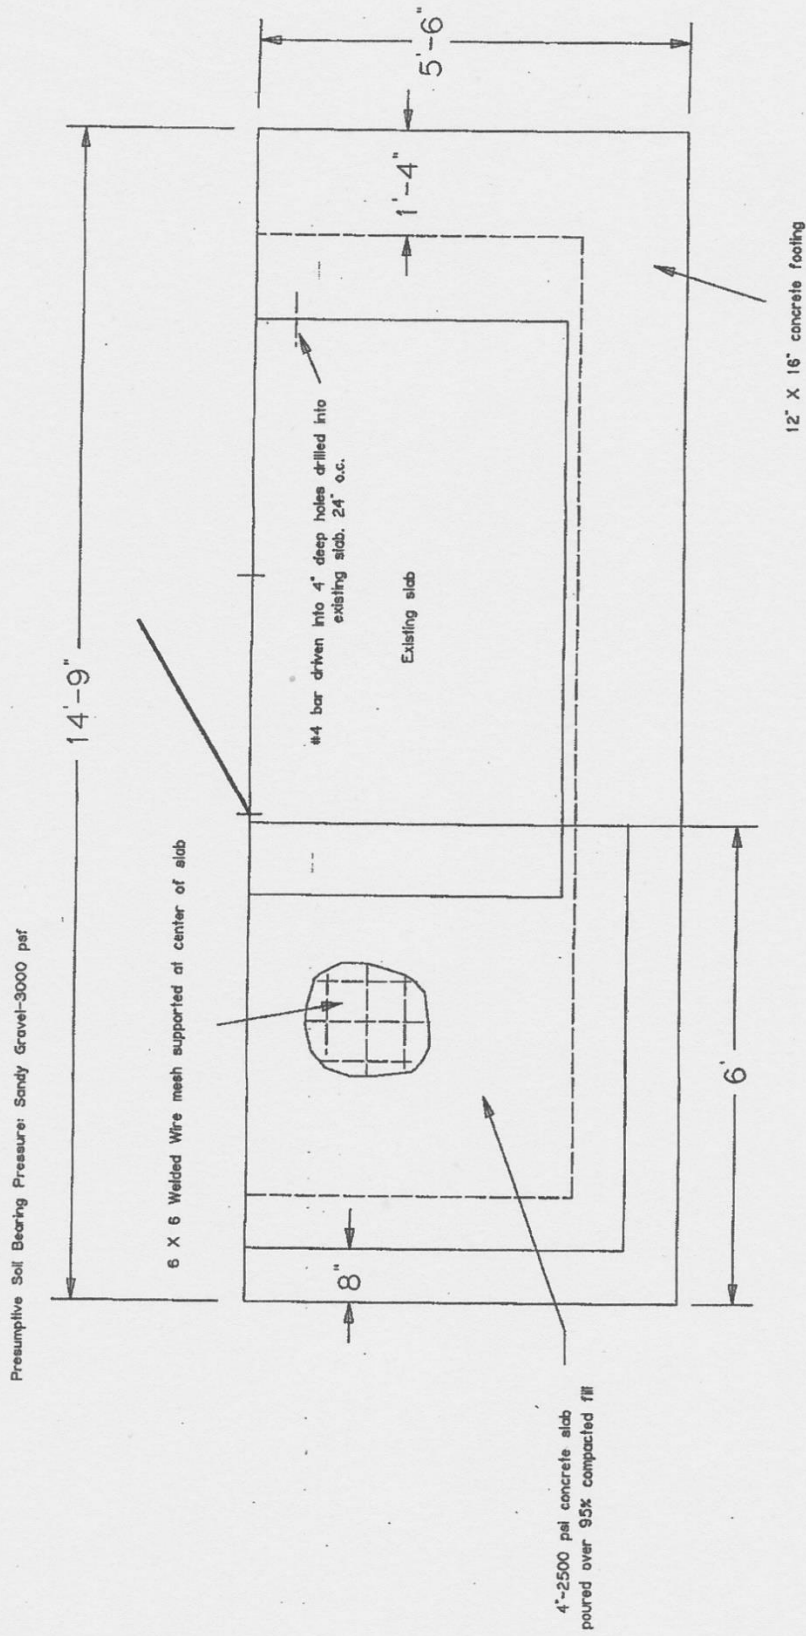 Presumptive Soil Bearing Pressure: Sandy Gravel-3000 psf
14'-9"
6 X 6 Welded Wire mesh supported at center of slab
#4 bar driven into 4" deep holes drilled into
existing slab. 24" o.c.
Existing slab
8"
1'-4"
5'-6"
4"-2500 psi concrete slab
poured over 95% compacted fill
6'
12" X 16" concrete footing